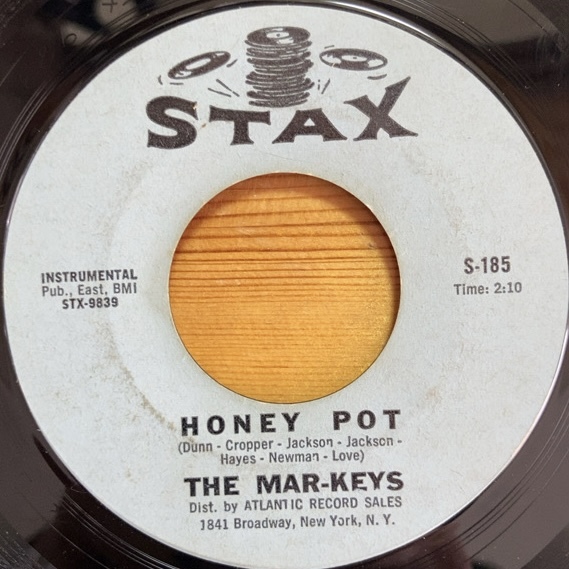 STAX
INSTRUMENTAL
Pub., East, BMI
STX-9839
S-185
Time: 2:10
HONEY POT
(Dunn - Cropper - Jackson - Jackson -
Hayes - Newman - Love)
THE MAR-KEYS
Dist. by ATLANTIC RECORD SALES
1841 Broadway, New York, N. Y.